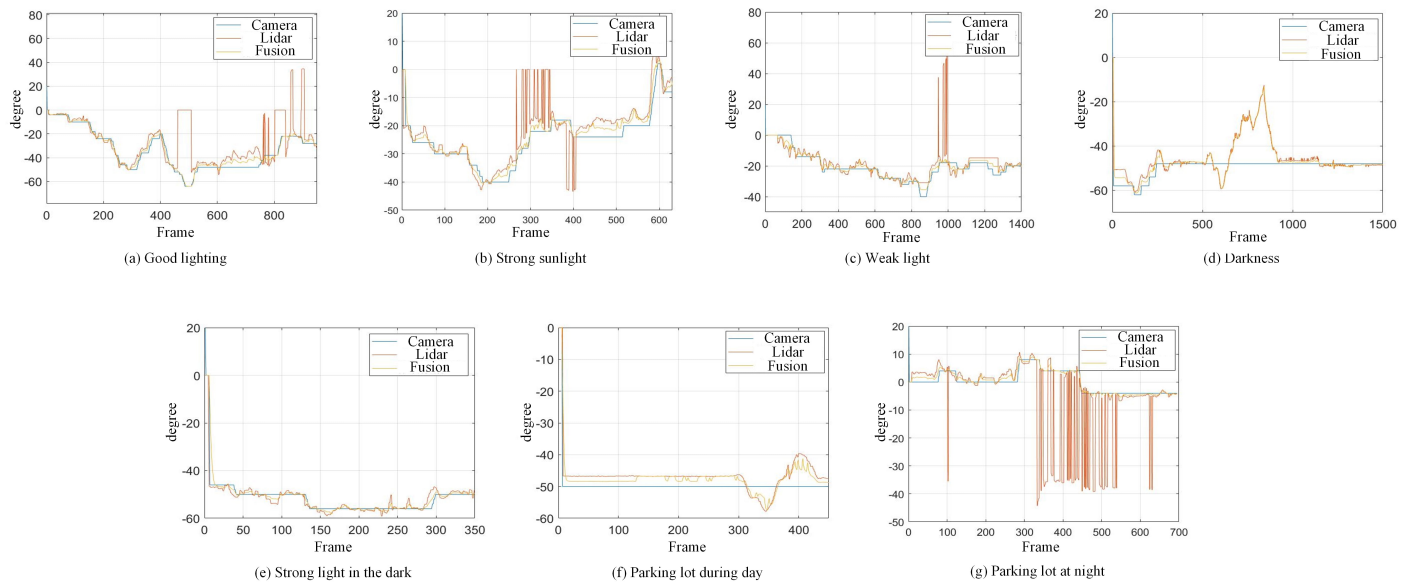 80
60
40
20
0
-20
-40
-60
0
200
400
600
800
degree
Frame
Camera
Lidar
Fusion
(a) Good lighting
20
10
0
-10
-20
-30
-40
-50
0
100
200
300
400
500
600
degree
Frame
Camera
Lidar
Fusion
(b) Strong sunlight
80
60
40
20
0
-20
-40
0
200
400
600
800
1000
1200
1400
degree
Frame
Camera
Lidar
Fusion
(c) Weak light
20
0
-20
-40
-60
0
500
1000
1500
degree
Frame
Camera
Lidar
Fusion
(d) Darkness
20
0
-20
-40
-60
0
50
100
150
200
250
300
350
degree
Frame
Camera
Lidar
Fusion
(e) Strong light in the dark
0
-10
-20
-30
-40
-50
-60
0
100
200
300
400
degree
Frame
Camera
Lidar
Fusion
(f) Parking lot during day
20
10
0
-10
-20
-30
-40
-50
0
100
200
300
400
500
600
700
degree
Frame
Camera
Lidar
Fusion
(g) Parking lot at night